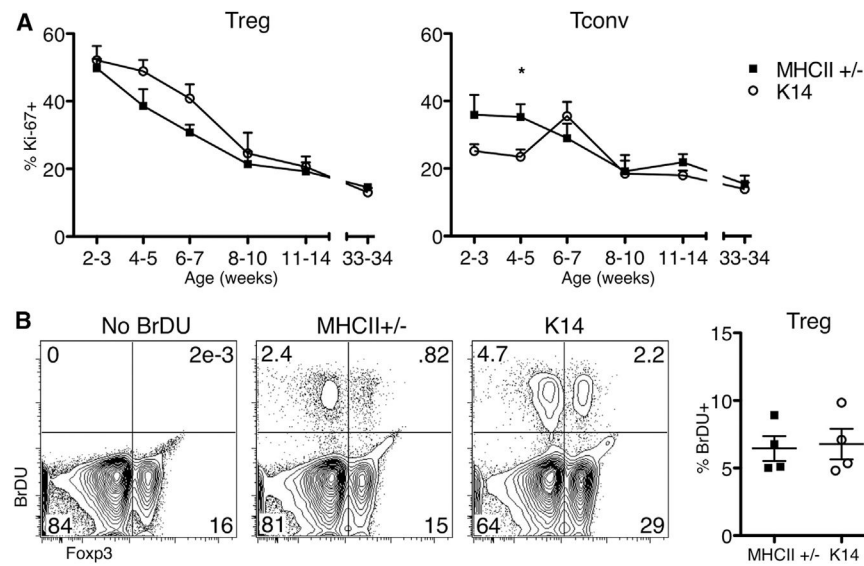 A
Treg
Tconv
60
40
20
0
% Ki-67+
2-3 4-5 6-7 8-10 11-14 33-34
Age (weeks)
60
40
20
0
2-3 4-5 6-7 8-10 11-14 33-34
Age (weeks)
*
MHCII +/-
K14
B
No BrDU
MHCII+/-
K14
Treg
0 2e-3
84 16
2.4 .82
81 15
4.7 2.2
64 29
BrDU
Foxp3
15
10
5
0
% BrDU+
MHCII +/- K14